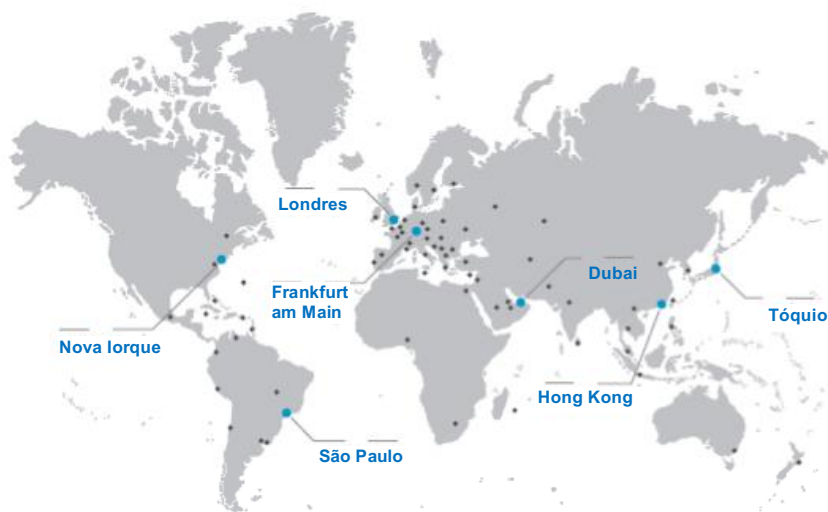 Londres
Dubai
Frankfurt
am Main
Tóquio
Nova Iorque
Hong Kong
São Paulo